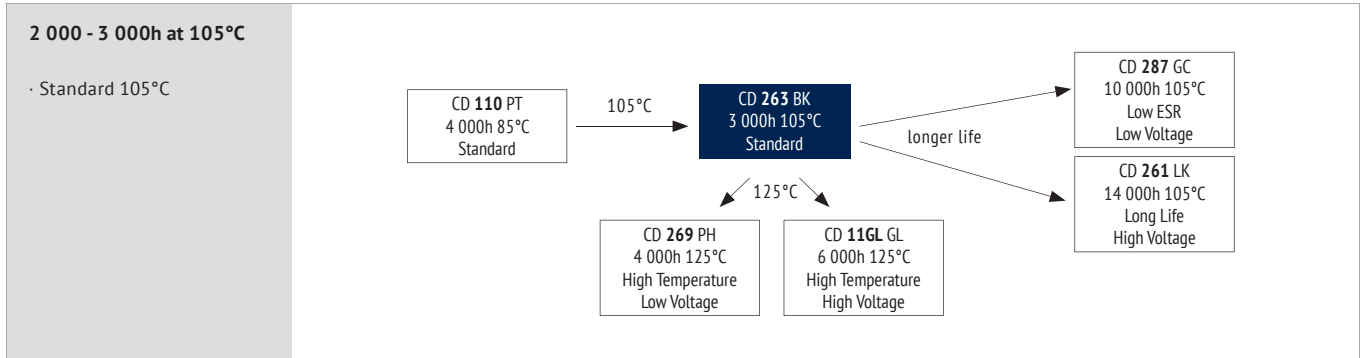 2 000 - 3 000h at 105°C
· Standard 105°C
CD 110 PT
4 000h 85°C
Standard
105°C
CD 263 BK
3 000h 105°C
Standard
longer life
CD 287 GC
10 000h 105°C
Low ESR
Low Voltage
CD 261 LK
14 000h 105°C
Long Life
High Voltage
125°C
CD 269 PH
4 000h 125°C
High Temperature
Low Voltage
CD 11GL GL
6 000h 125°C
High Temperature
High Voltage